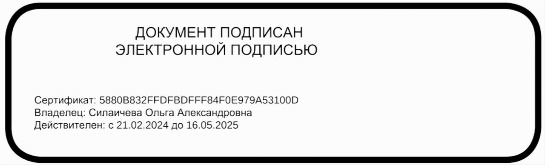 ДОКУМЕНТ ПОДПИСАН
ЭЛЕКТРОННОЙ ПОДПИСЬЮ
Сертификат: 5880B832FFDFBDFFF84F0E979A53100D
Владелец: Силаичева Ольга Александровна
Действителен: с 21.02.2024 до 16.05.2025